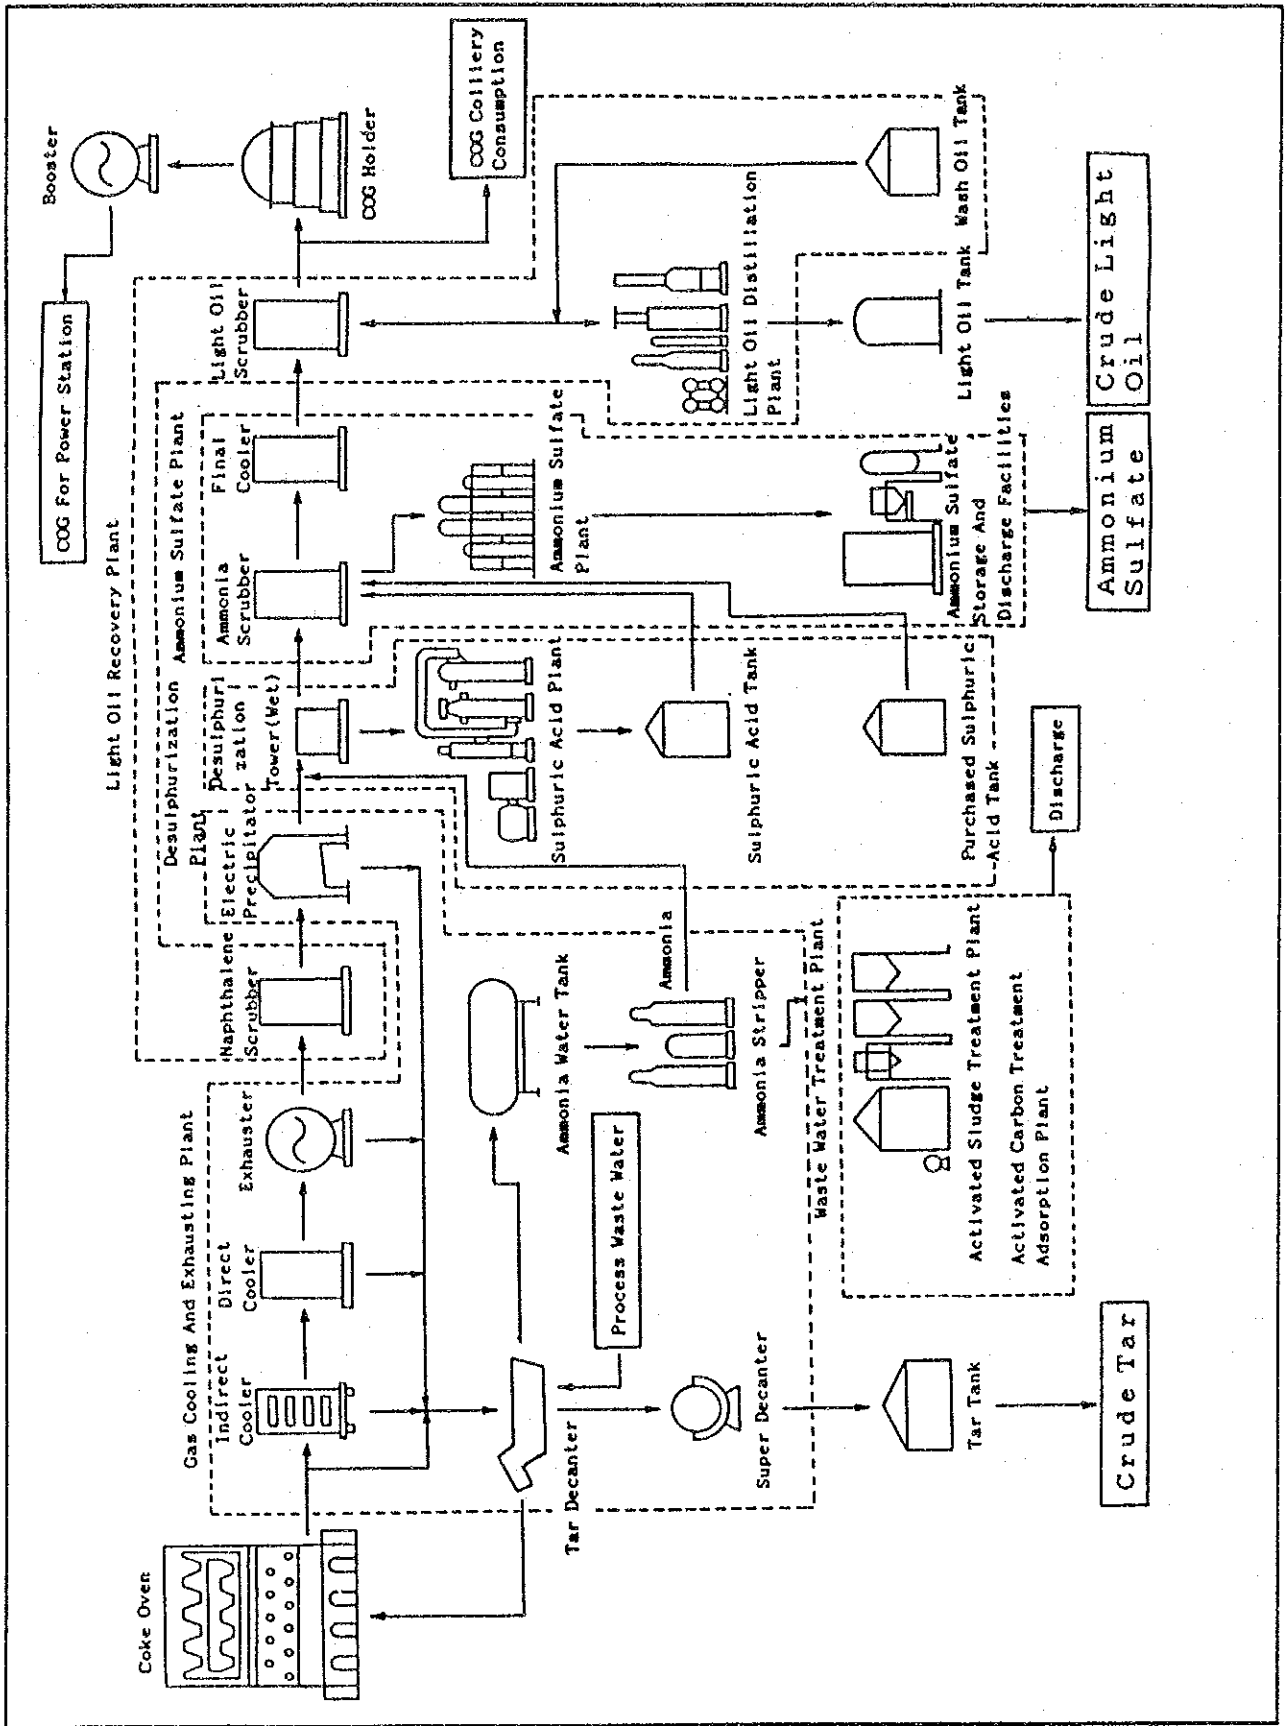 Coke Oven
Gas Cooling And Exhausting Plant
Indirect
Cooler
Direct
Cooler
Exhauster
Naphthalene
Scrubber
Electric
Precipitator
Light Oil Recovery Plant
Desulphurization
Plant
Desulphuri
zation
Tower(Wet)
Ammonium Sulfate Plant
Ammonia
Scrubber
Final
Cooler
Light Oil
Scrubber
COG Holder
Booster
COG For Power Station
COG Colliery
Consumption
Tar Decanter
Process Waste Water
Ammonia Water Tank
Ammonia
Sulphuric Acid Plant
Ammonium Sulfate
Plant
Light Oil Distillation
Plant
Super Decanter
Ammonia Stripper
Waste Water Treatment Plant
Sulphuric Acid Tank
Tar Tank
Activated Sludge Treatment Plant
Activated Carbon Treatment
Adsorption Plant
Purchased Sulphuric
Acid Tank
Ammonium Sulfate
Storage And
Discharge Facilities
Light Oil Tank
Wash Oil Tank
Discharge
Crude Tar
Ammonium
Sulfate
Crude Light
Oil